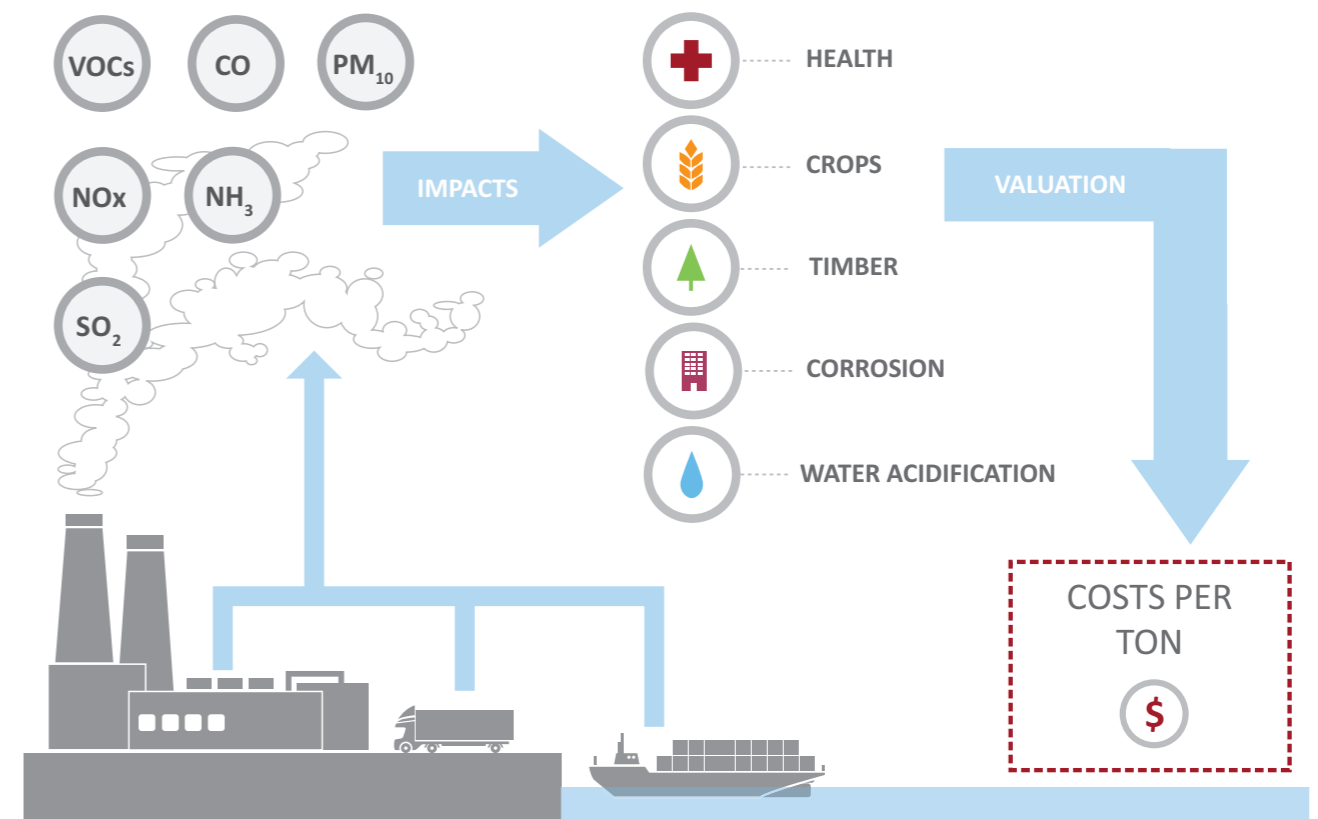 VOCs
CO
PM₁₀
NOx
NH₃
SO₂
IMPACTS
HEALTH
CROPS
TIMBER
CORROSION
WATER ACIDIFICATION
VALUATION
COSTS PER
TON
$